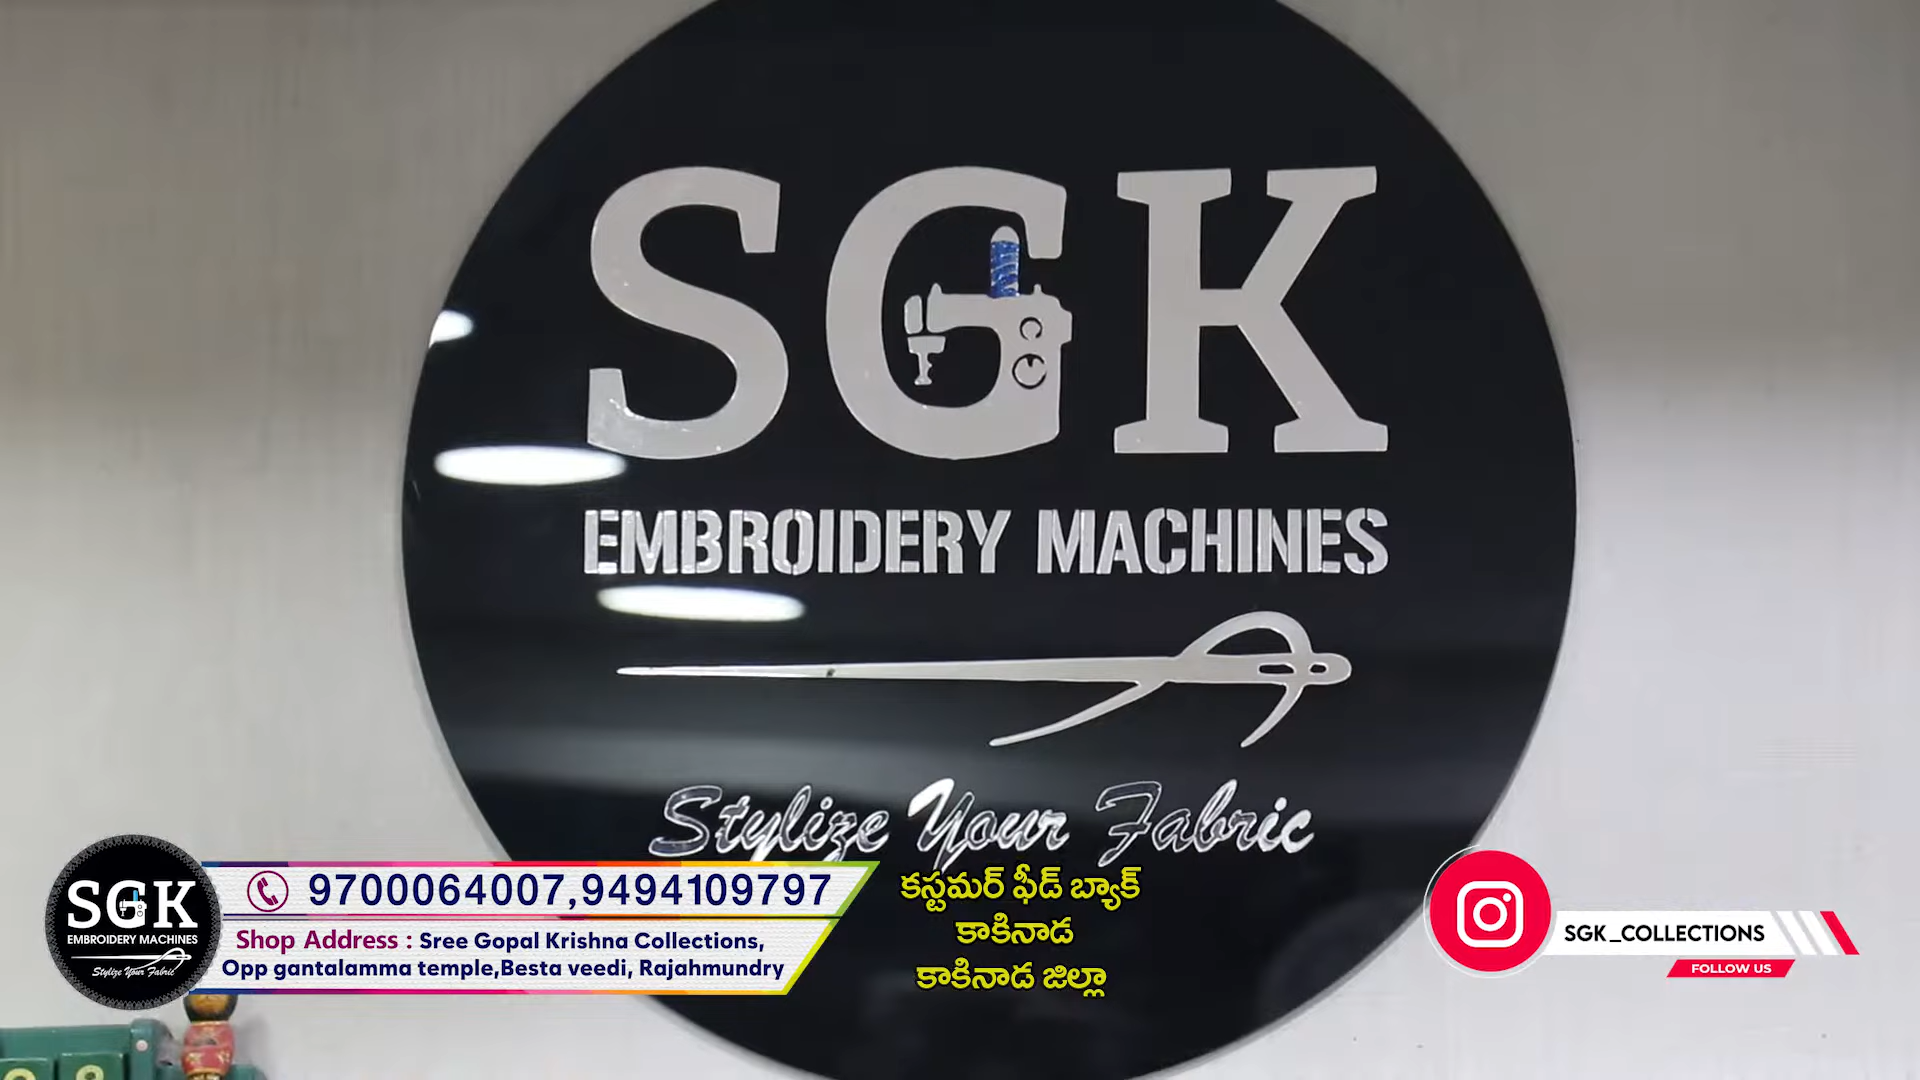 SGK
EMBROIDERY MACHINES
Stylize Your Fabric
SGK
EMBROIDERY MACHINES
Stylize Your Fabric
9700064007,9494109797
Shop Address : Sree Gopal Krishna Collections,
Opp gantalamma temple,Besta veedi, Rajahmundry
కస్టమర్ ఫీడ్ బ్యాక్
కాకినాడ
కాకినాడ జిల్లా
SGK_COLLECTIONS
FOLLOW US